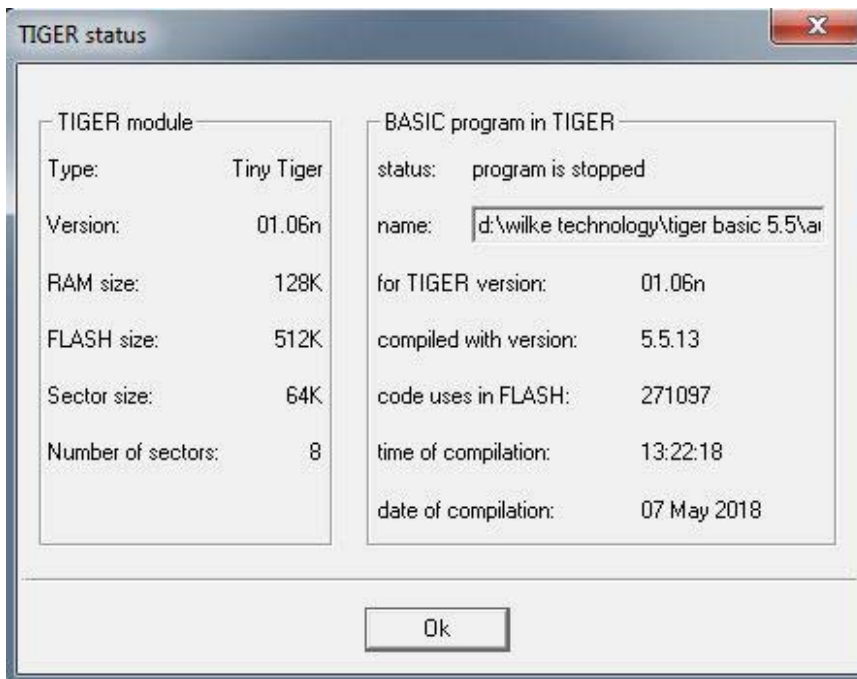 TIGER status
TIGER module
Type: Tiny Tiger
Version: 01.06n
RAM size: 128K
FLASH size: 512K
Sector size: 64K
Number of sectors: 8
BASIC program in TIGER
status: program is stopped
name: d:\wilke technology\tiger basic 5.5\a
for TIGER version: 01.06n
compiled with version: 5.5.13
code uses in FLASH: 271097
time of compilation: 13:22:18
date of compilation: 07 May 2018
Ok